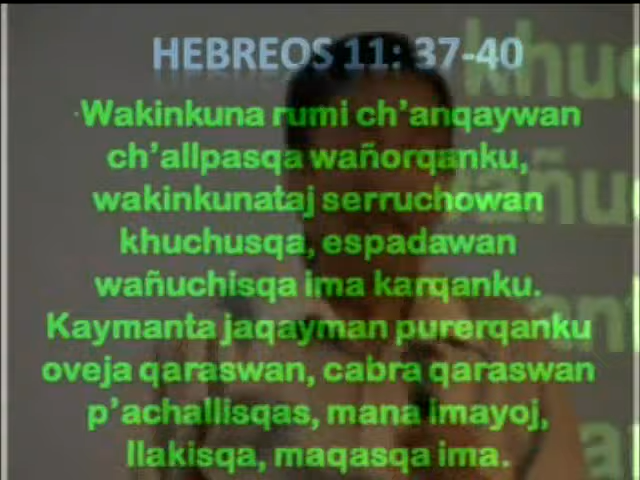 HEBREOS 11: 37-40
Wakinkuna rumi ch’anqaywan
ch’allpasqa wañorqanku,
wakinkunataj serruchowan
khuchusqa, espadawan
wañuchisqa ima karqanku.
Kaymanta jaqayman purerqanku
oveja qaraswan, cabra qaraswan
p’achallisqas, mana imayoj,
llakisqa, maqasqa ima.